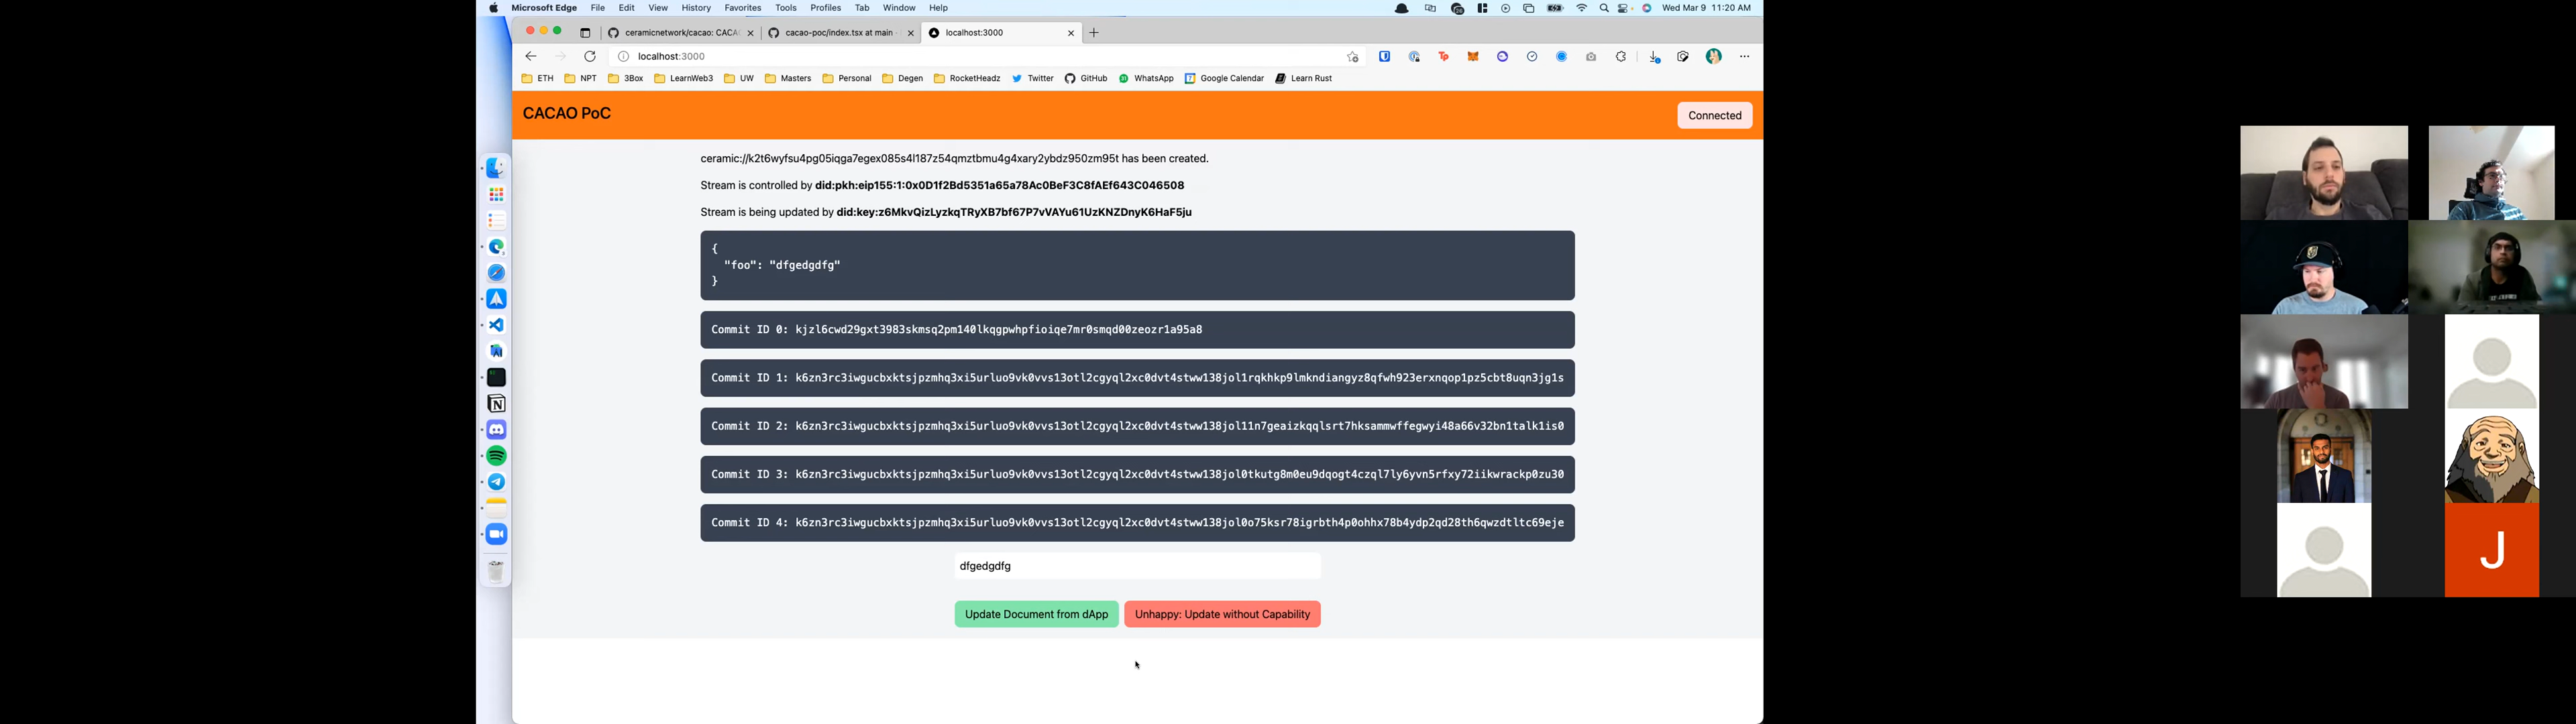 Microsoft Edge File Edit View History Favorites Tools Profiles Tab Window Help Wed Mar 9 11:20 AM
ceramicnetwork/cacao: CACA cacao-poc/index.tsx at main · localhost:3000
localhost:3000
ETH NPT 3Box LearnWeb3 UW Masters Personal Degen RocketHeadz Twitter GitHub WhatsApp Google Calendar Learn Rust
CACAO PoC Connected
ceramic://k2t6wyfsu4pg05iqga7egex085s4l187z54qmztbmu4g4xary2ybdz950zm95t has been created.
Stream is controlled by did:pkh:eip155:1:0x0D1f2Bd5351a65a78Ac0BeF3C8fAEf643C046508
Stream is being updated by did:key:z6MkvQizLyzkqTRyXB7bf67P7vVAYu61UzKNZDnyK6HaF5ju
{
"foo": "dfgedgdfg"
}
Commit ID 0: kjzl6cwd29gxt3983skmsq2pm140lkqgpwhpfioiqe7mr0smqd00zeozr1a95a8
Commit ID 1: k6zn3rc3iwgucbxktsjpzmhq3xi5urluo9vk0vvs13otl2cgyql2xc0dvt4stww138jol1rqkhkp9lmkndiangyz8qfwh923erxnqop1pz5cbt8uqn3jg1s
Commit ID 2: k6zn3rc3iwgucbxktsjpzmhq3xi5urluo9vk0vvs13otl2cgyql2xc0dvt4stww138jol11n7geaizkqqlsrt7hksammwffegwyi48a66v32bn1talk1is0
Commit ID 3: k6zn3rc3iwgucbxktsjpzmhq3xi5urluo9vk0vvs13otl2cgyql2xc0dvt4stww138jol0tkutg8m0eu9dqogt4czql7ly6yvn5rfxy72iikwrackp0zu30
Commit ID 4: k6zn3rc3iwgucbxktsjpzmhq3xi5urluo9vk0vvs13otl2cgyql2xc0dvt4stww138jol0o75ksr78igrbth4p0ohhx78b4ydp2qd28th6qwzdtltc69eje
dfgedgdfg
Update Document from dApp Unhappy: Update without Capability
J